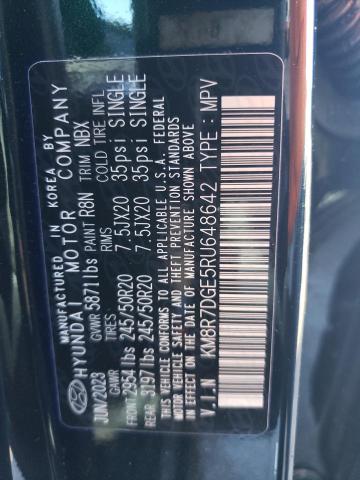 MANUFACTURED IN KOREA BY
HYUNDAI MOTOR COMPANY
JUN/2023 GVWR 5871lbs PAINT R8N TRIM NBX
GAWR RIMS COLD TIRE INFL
FRONT 2954 lbs 245/50R20 7.5JX20 35psi SINGLE
REAR 3197 lbs 245/50R20 7.5JX20 35psi SINGLE
THIS VEHICLE CONFORMS TO ALL APPLICABLE U.S.A. FEDERAL
MOTOR VEHICLE SAFETY AND THEFT PREVENTION STANDARDS
IN EFFECT ON THE DATE OF MANUFACTURE SHOWN ABOVE
V.I.N : KM8R7DGE5RU648642 TYPE : MPV